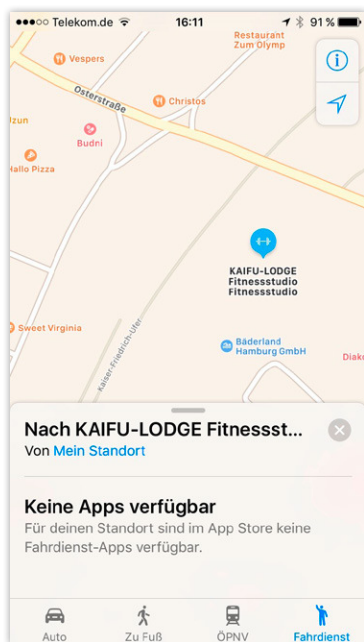 Telekom.de 16:11 91 %
Restaurant
Zum Olymp
Vespers
Osterstraße
Christos
Budni
Hallo Pizza
KAIFU-LODGE
Fitnessstudio
Fitnessstudio
Sweet Virginia
Kaiser-Friedrich-Ufer
Bäderland
Hamburg GmbH
Nach KAIFU-LODGE Fitnessst...
Von Mein Standort
Keine Apps verfügbar
Für deinen Standort sind im App Store keine
Fahrdienst-Apps verfügbar.
Auto Zu Fuß ÖPNV Fahrdienst